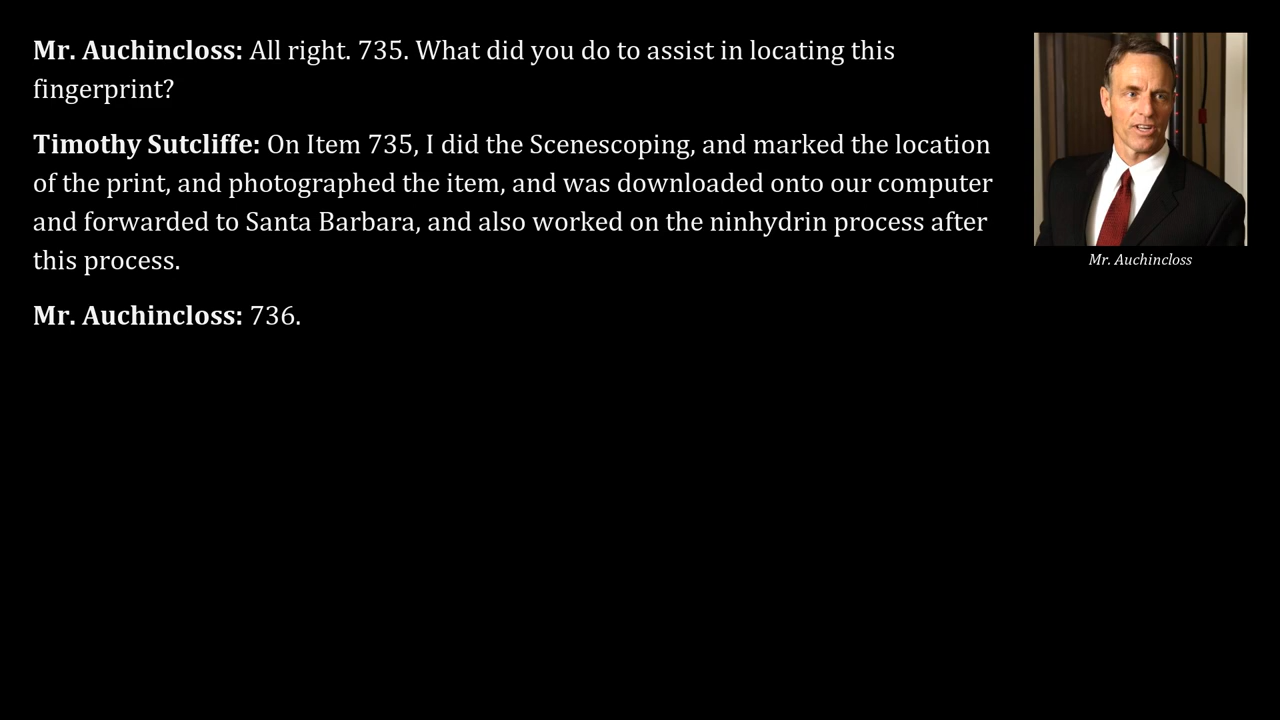 Mr. Auchincloss: All right. 735. What did you do to assist in locating this
fingerprint?
Timothy Sutcliffe: On Item 735, I did the Scenescoping, and marked the location
of the print, and photographed the item, and was downloaded onto our computer
and forwarded to Santa Barbara, and also worked on the ninhydrin process after
this process.
Mr. Auchincloss: 736.
Mr. Auchincloss